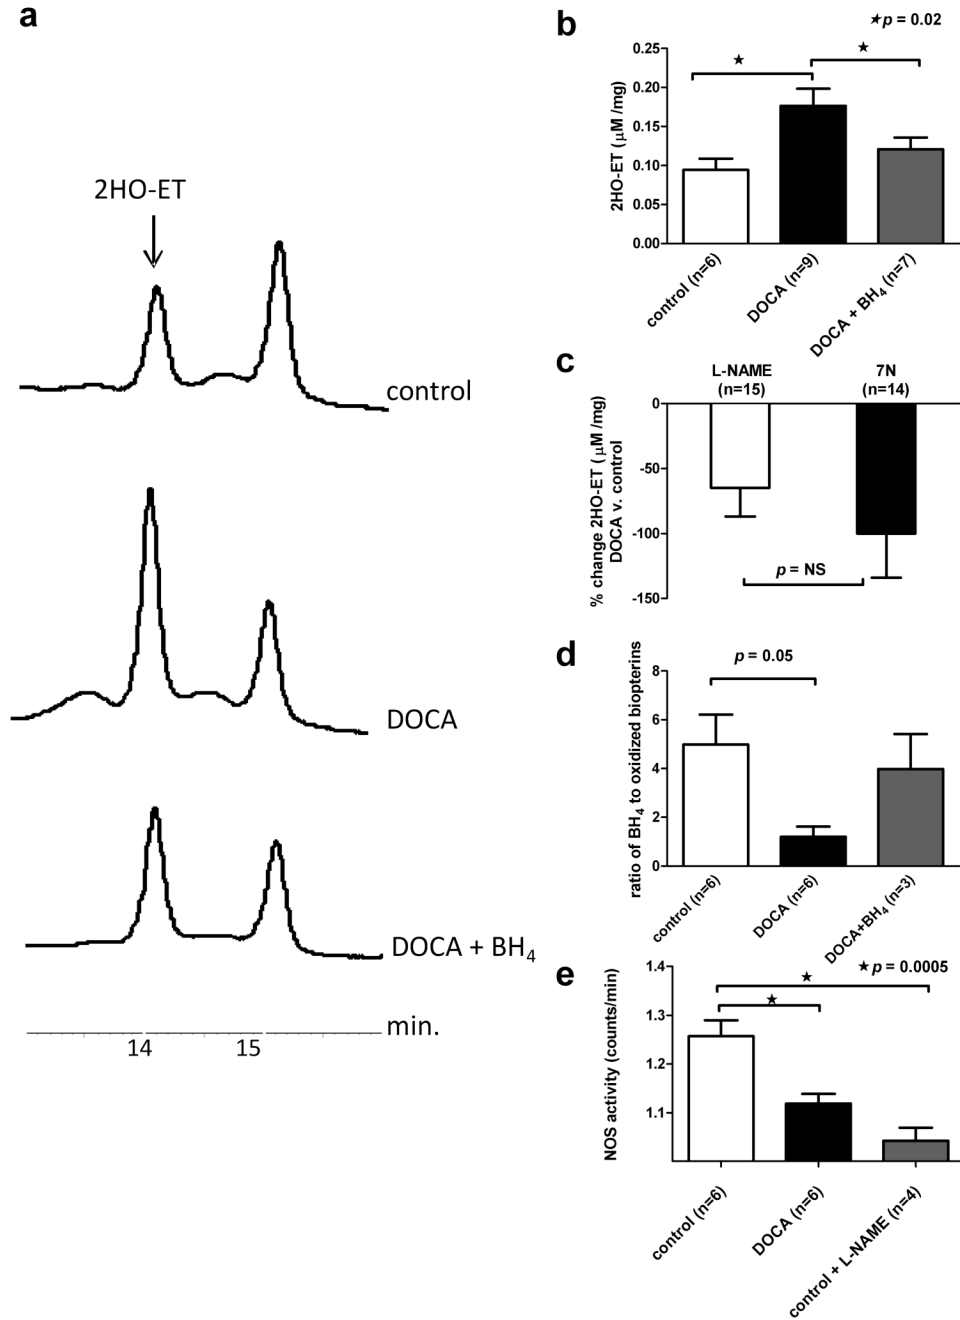 a
2HO-ET
control
DOCA
DOCA + BH4
min.
14
15
b
★p = 0.02
★
★
2HO-ET (μM /mg)
0.25
0.20
0.15
0.10
0.05
0.00
control (n=6)
DOCA (n=9)
DOCA + BH4 (n=7)
c
L-NAME
(n=15)
7N
(n=14)
% change 2HO-ET (μM /mg)
DOCA v. control
0
-50
-100
-150
p = NS
d
p = 0.05
ratio of BH4 to oxidized biopterins
8
6
4
2
0
control (n=6)
DOCA (n=6)
DOCA+BH4 (n=3)
e
★p = 0.0005
★
★
NOS activity (counts/min)
1.4
1.3
1.2
1.1
control (n=6)
DOCA (n=6)
control + L-NAME (n=4)